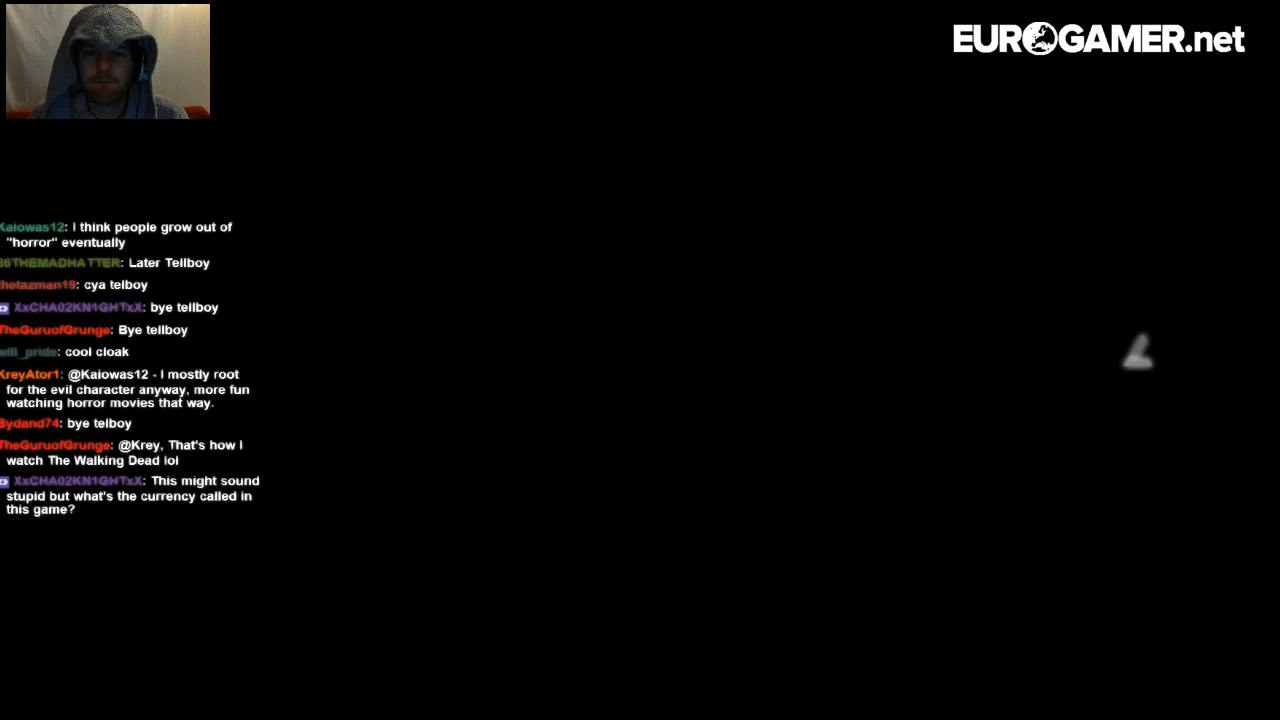 EUROGAMER.net
Kaiowas12: I think people grow out of
"horror" eventually
86THEMADHATTER: Later Tellboy
thetazman19: cya telboy
XxCHA02KN1GHTxX: bye tellboy
TheGuruofGrunge: Bye tellboy
will_pride: cool cloak
KreyAtor1: @Kaiowas12 - I mostly root
for the evil character anyway, more fun
watching horror movies that way.
Bydand74: bye telboy
TheGuruofGrunge: @Krey, That's how I
watch The Walking Dead lol
XxCHA02KN1GHTxX: This might sound
stupid but what's the currency called in
this game?